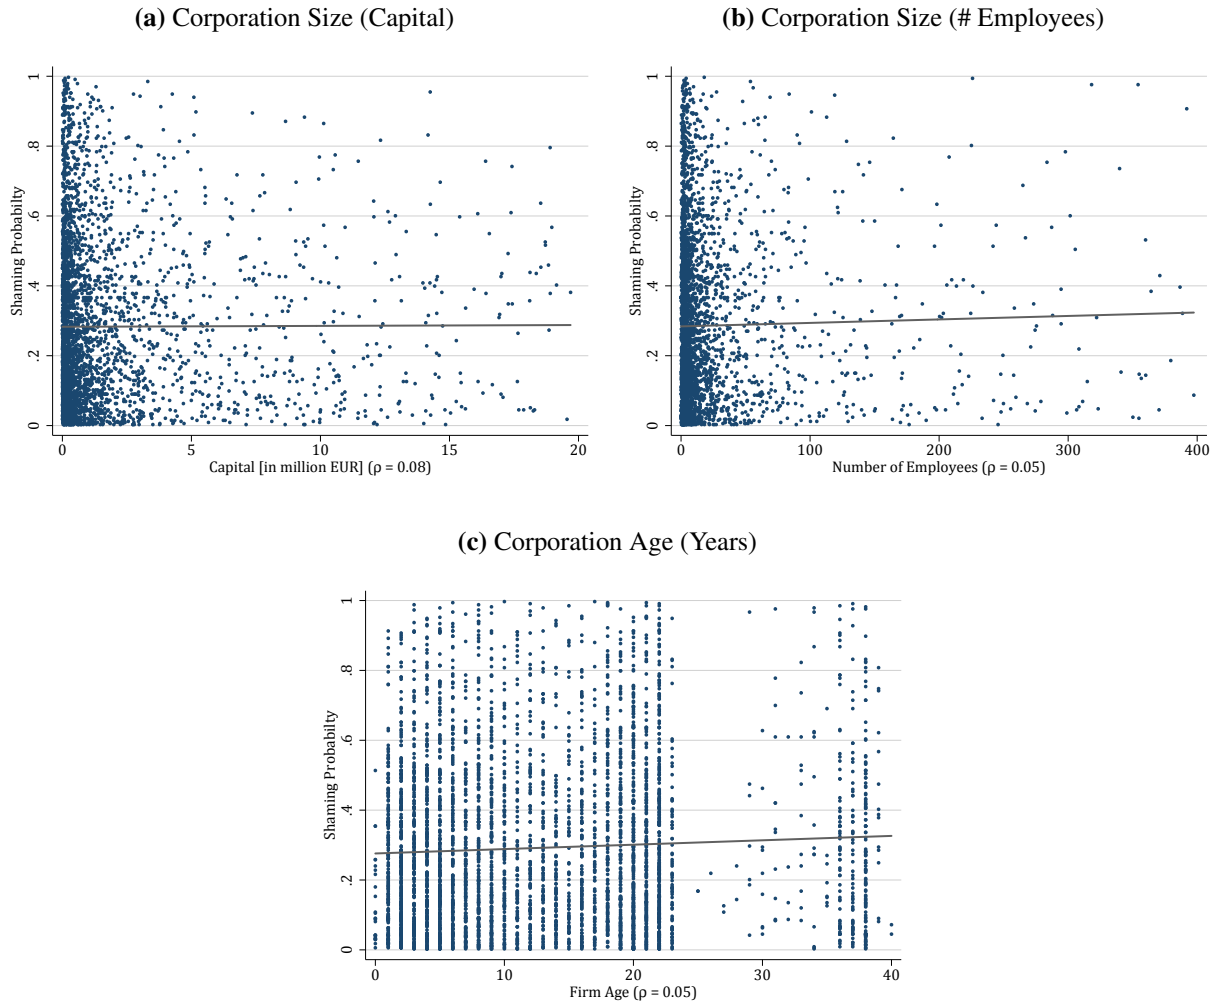 (a) Corporation Size (Capital)
1
.8
.6
.4
.2
0
Shaming Probabilty
0 5 10 15 20
Capital [in million EUR] (ρ = 0.08)
(b) Corporation Size (# Employees)
1
.8
.6
.4
.2
0
Shaming Probabilty
0 100 200 300 400
Number of Employees (ρ = 0.05)
(c) Corporation Age (Years)
1
.8
.6
.4
.2
0
Shaming Probabilty
0 10 20 30 40
Firm Age (ρ = 0.05)